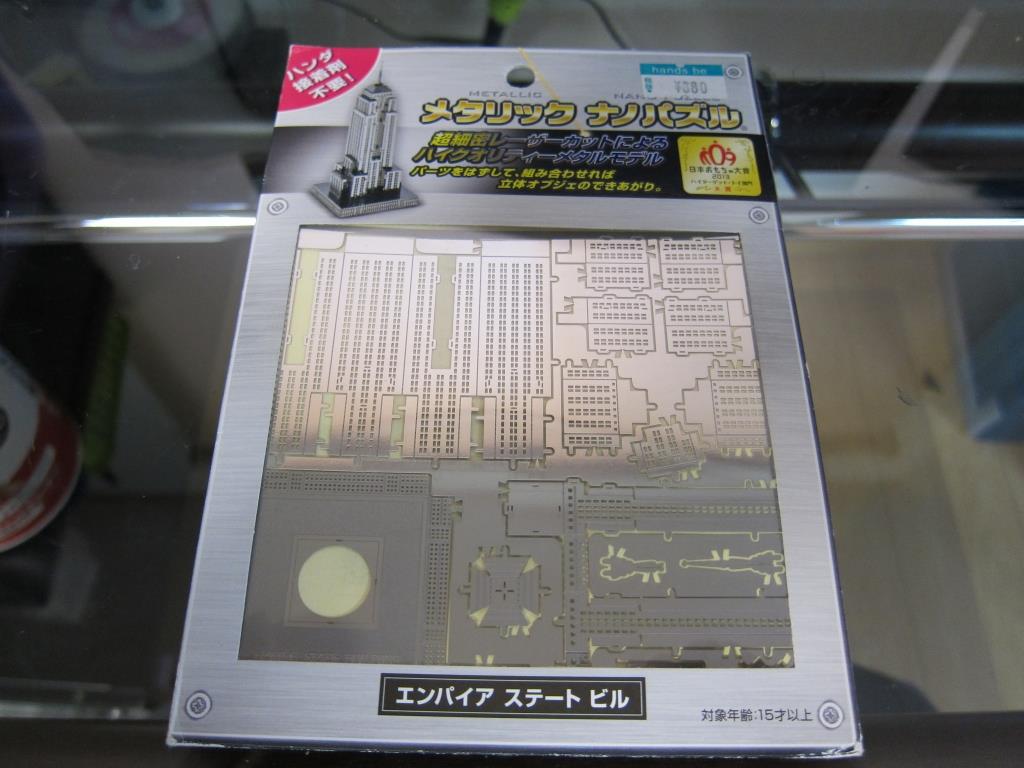 ハンダ
接着剤
不要!
hands be
¥380
METALLIC
メタリック ナノパズル
超細密レーザーカットによる
ハイクオリティーメタルモデル
パーツをはずして、組み合わせれば
立体オブジェのできあがり。
日本おもちゃ大賞
2013
エンパイア ステート ビル
対象年齢:15才以上